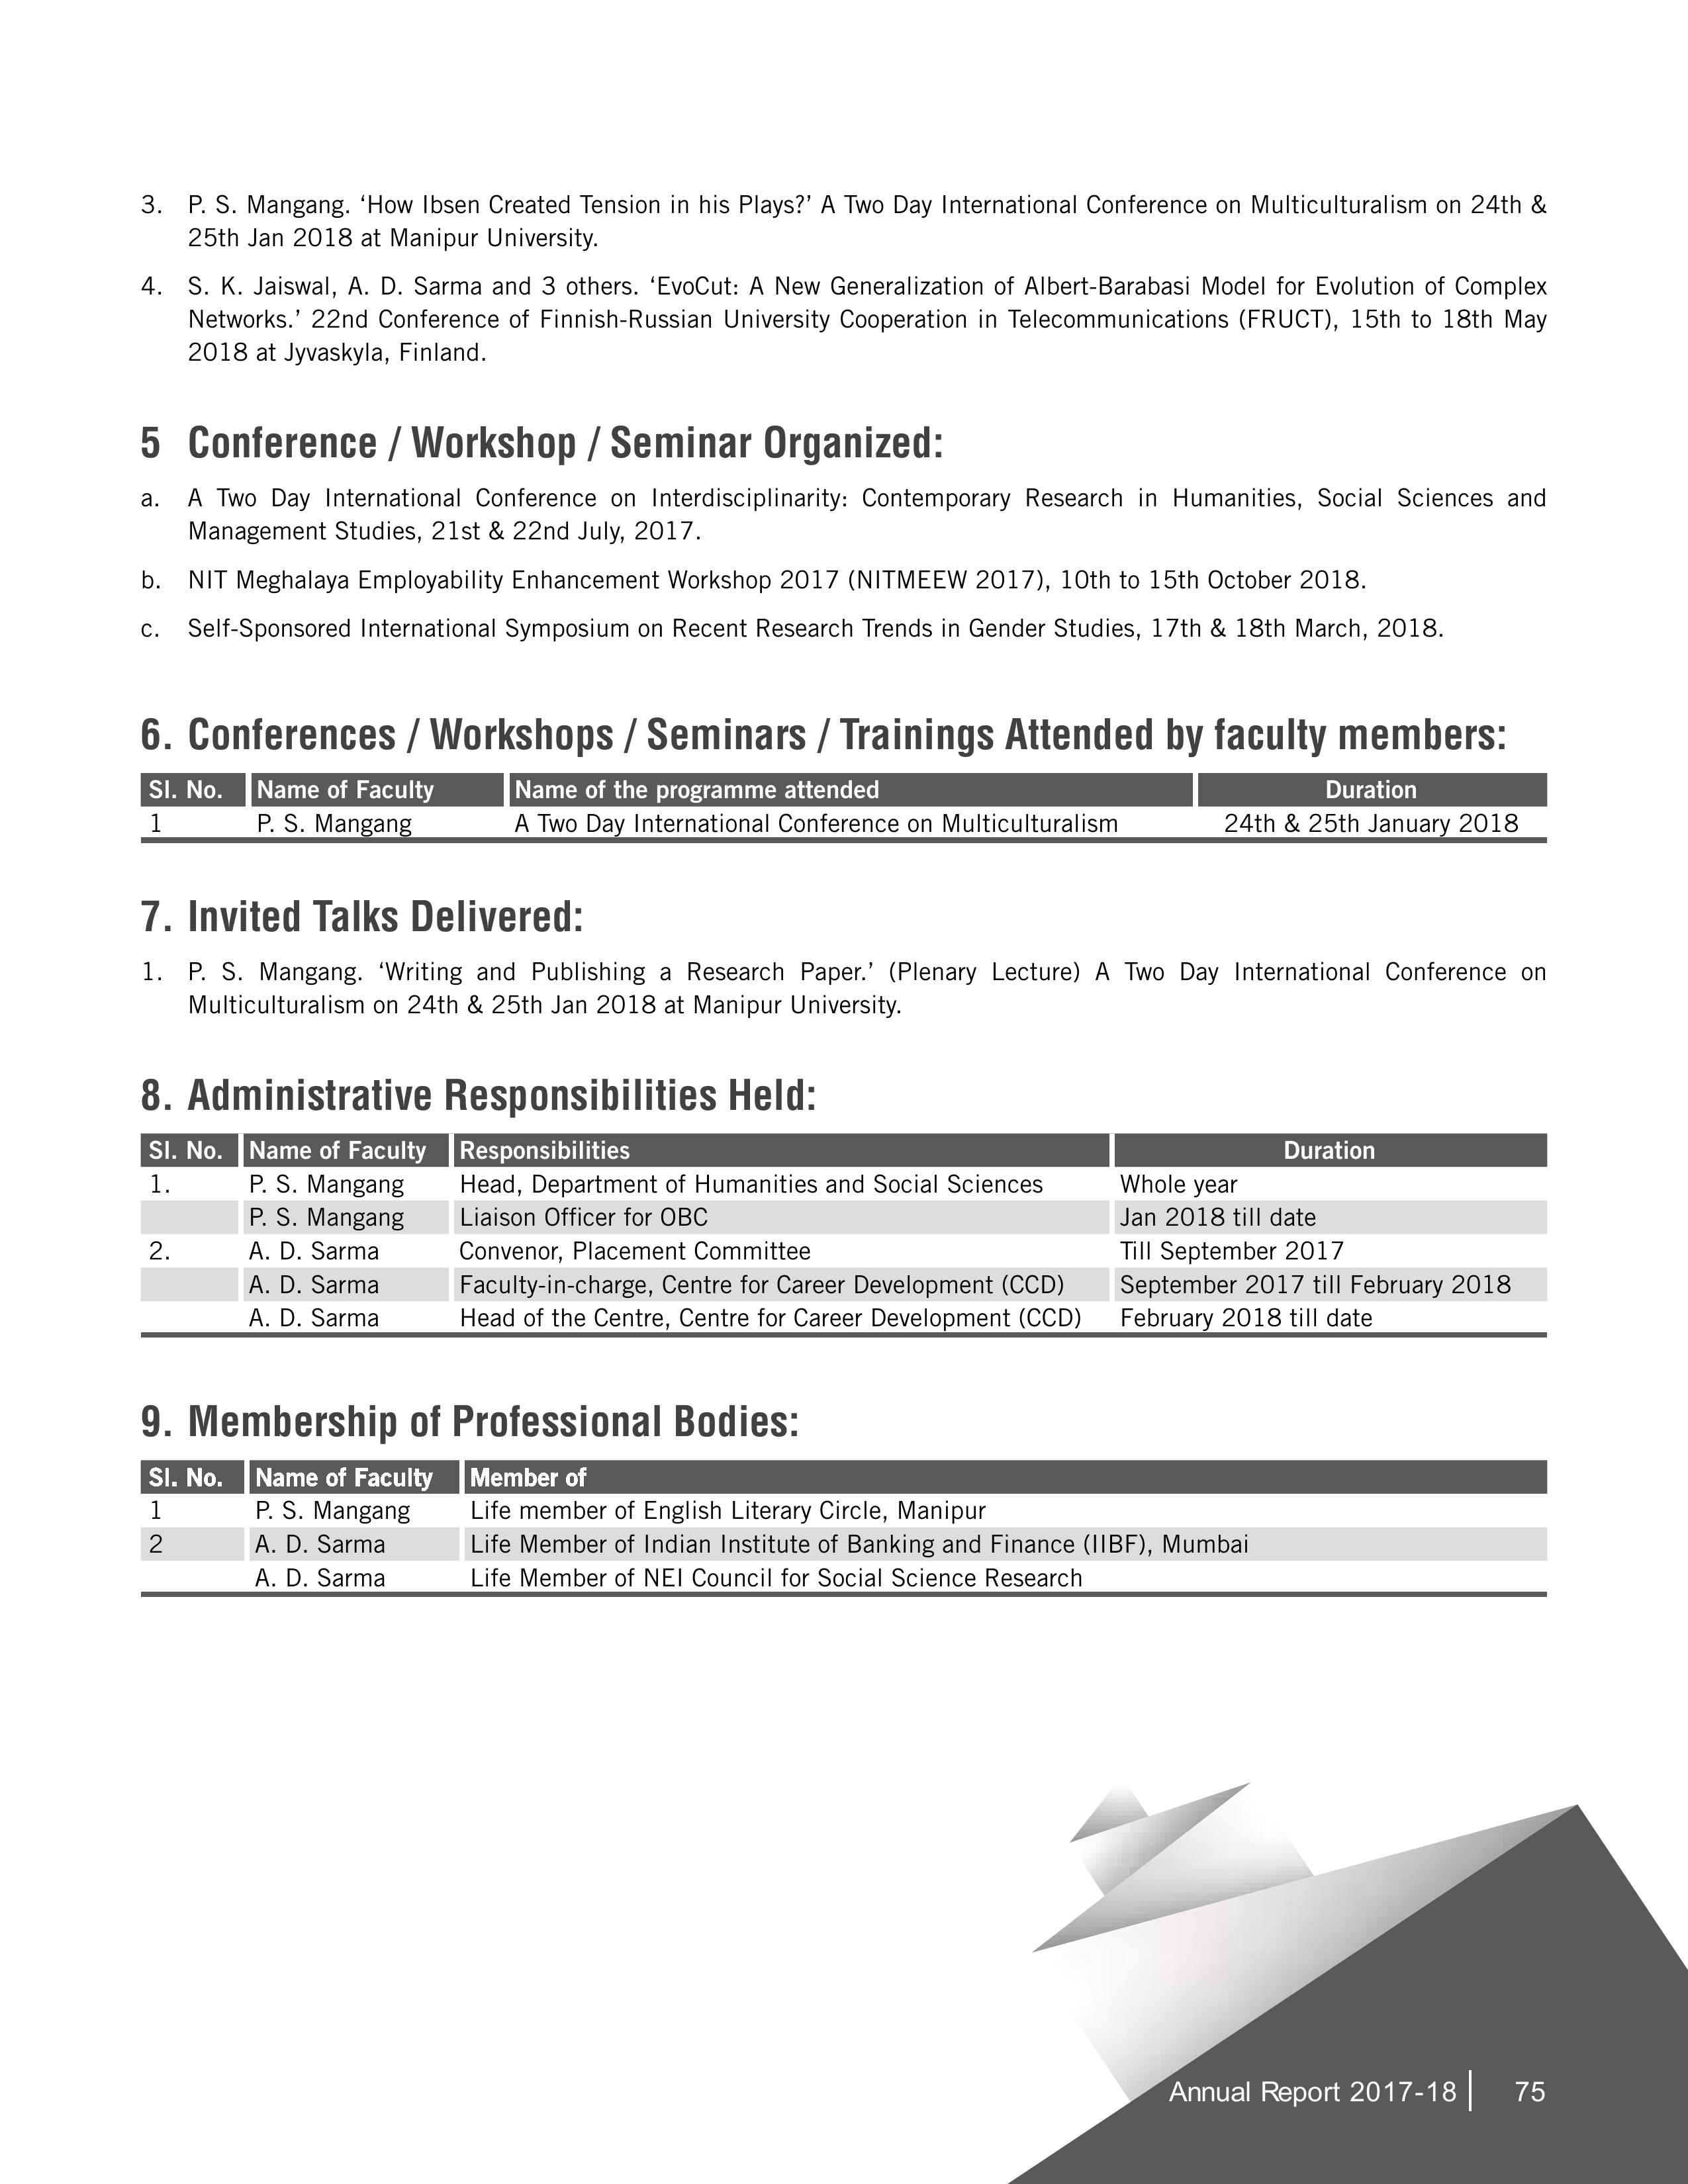 3. P. S. Mangang. ‘How Ibsen Created Tension in his Plays?’ A Two Day International Conference on Multiculturalism on 24th &
25th Jan 2018 at Manipur University.
4. S. K. Jaiswal, A. D. Sarma and 3 others. ‘EvoCut: A New Generalization of Albert-Barabasi Model for Evolution of Complex
Networks.’ 22nd Conference of Finnish-Russian University Cooperation in Telecommunications (FRUCT), 15th to 18th May
2018 at Jyvaskyla, Finland.
5 Conference / Workshop / Seminar Organized:
a. A Two Day International Conference on Interdisciplinarity: Contemporary Research in Humanities, Social Sciences and
Management Studies, 21st & 22nd July, 2017.
b. NIT Meghalaya Employability Enhancement Workshop 2017 (NITMEEW 2017), 10th to 15th October 2018.
c. Self-Sponsored International Symposium on Recent Research Trends in Gender Studies, 17th & 18th March, 2018.
6. Conferences / Workshops / Seminars / Trainings Attended by faculty members:
Sl. No. Name of Faculty Name of the programme attended Duration
1 P. S. Mangang A Two Day International Conference on Multiculturalism 24th & 25th January 2018
7. Invited Talks Delivered:
1. P. S. Mangang. ‘Writing and Publishing a Research Paper.’ (Plenary Lecture) A Two Day International Conference on
Multiculturalism on 24th & 25th Jan 2018 at Manipur University.
8. Administrative Responsibilities Held:
Sl. No. Name of Faculty Responsibilities Duration
1. P. S. Mangang Head, Department of Humanities and Social Sciences Whole year
P. S. Mangang Liaison Officer for OBC Jan 2018 till date
2. A. D. Sarma Convenor, Placement Committee Till September 2017
A. D. Sarma Faculty-in-charge, Centre for Career Development (CCD) September 2017 till February 2018
A. D. Sarma Head of the Centre, Centre for Career Development (CCD) February 2018 till date
9. Membership of Professional Bodies:
Sl. No. Name of Faculty Member of
1 P. S. Mangang Life member of English Literary Circle, Manipur
2 A. D. Sarma Life Member of Indian Institute of Banking and Finance (IIBF), Mumbai
A. D. Sarma Life Member of NEI Council for Social Science Research
Annual Report 2017-18 75